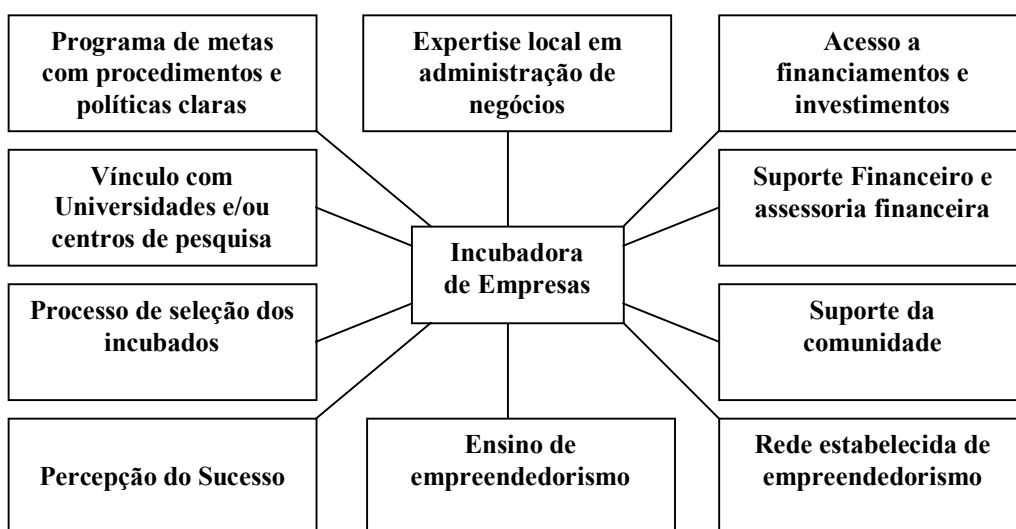 Programa de metas
com procedimentos e
políticas claras
Expertise local em
administração de
negócios
Acesso a
financiamentos e
investimentos
Vínculo com
Universidades e/ou
centros de pesquisa
Suporte Financeiro e
assessoria financeira
Incubadora
de Empresas
Processo de seleção dos
incubados
Suporte da
comunidade
Percepção do Sucesso
Ensino de
empreendedorismo
Rede estabelecida de
empreendedorismo